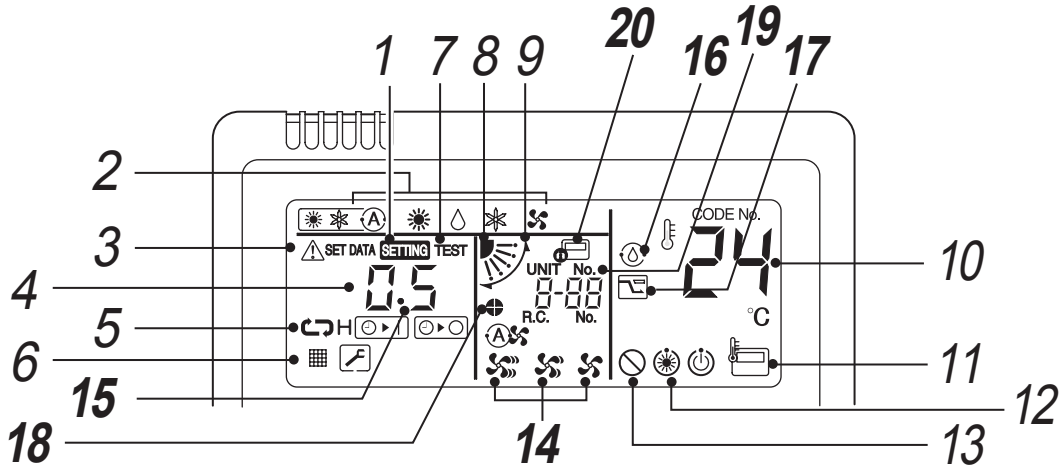 20 19
1 7 8 9 16 17
2
CODE No.
3 SET DATA SETTING TEST
UNIT No.
4 0.5 8-88 24 10
R.C. No.
°C
5 H
A
6 11
15 12
18 14 13